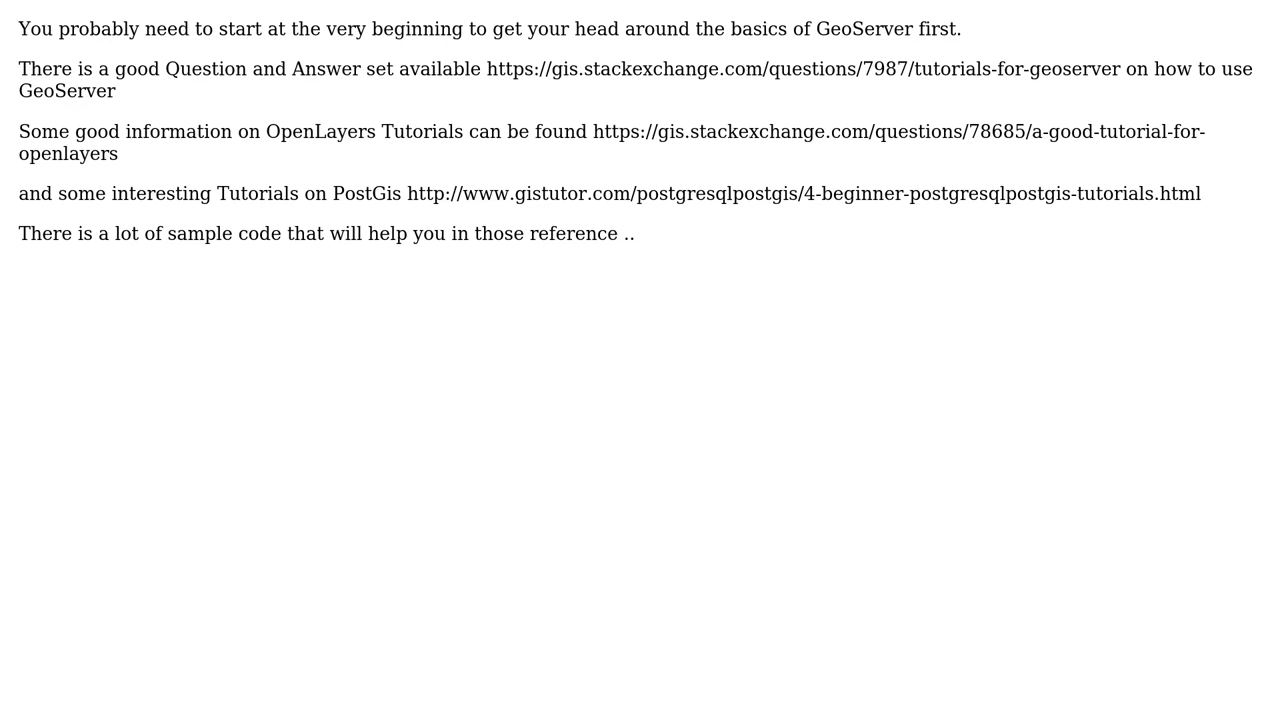 You probably need to start at the very beginning to get your head around the basics of GeoServer first.
There is a good Question and Answer set available https://gis.stackexchange.com/questions/7987/tutorials-for-geoserver on how to use
GeoServer
Some good information on OpenLayers Tutorials can be found https://gis.stackexchange.com/questions/78685/a-good-tutorial-for-
openlayers
and some interesting Tutorials on PostGis http://www.gistutor.com/postgresqlpostgis/4-beginner-postgresqlpostgis-tutorials.html
There is a lot of sample code that will help you in those reference ..